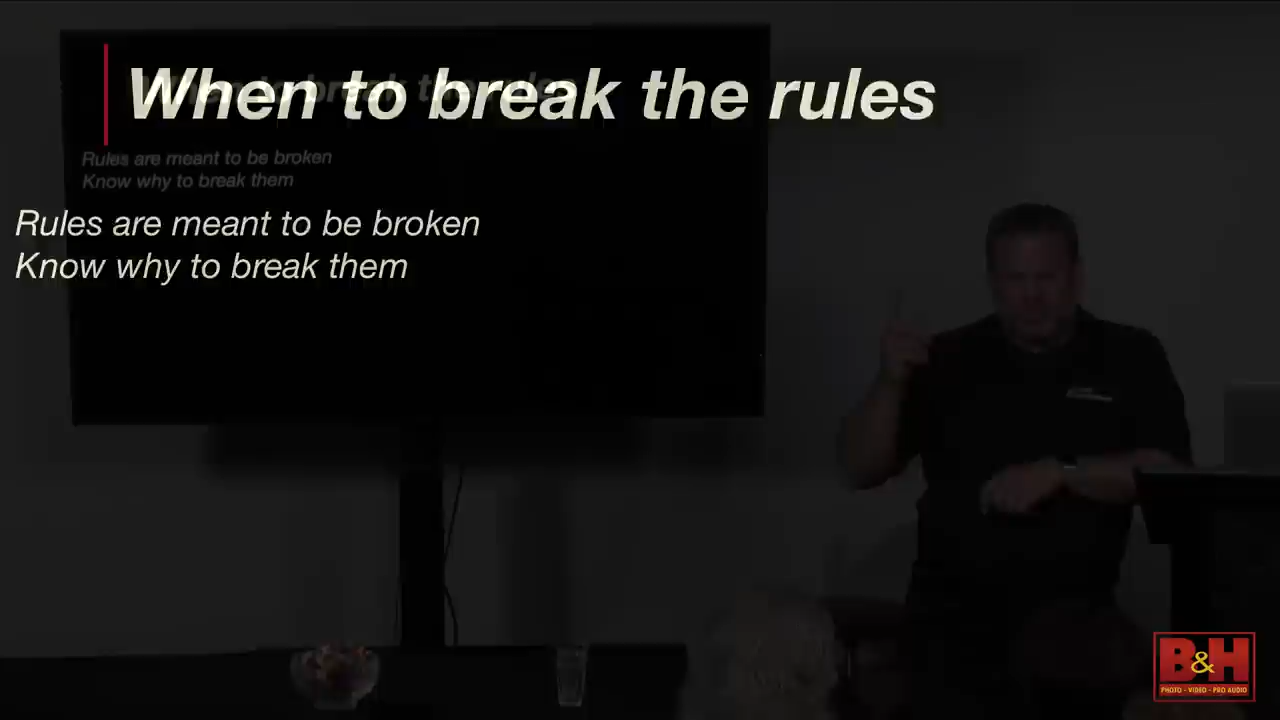 When to break the rules
Rules are meant to be broken
Know why to break them
Rules are meant to be broken
Know why to break them
B&H
PHOTO - VIDEO - PRO AUDIO